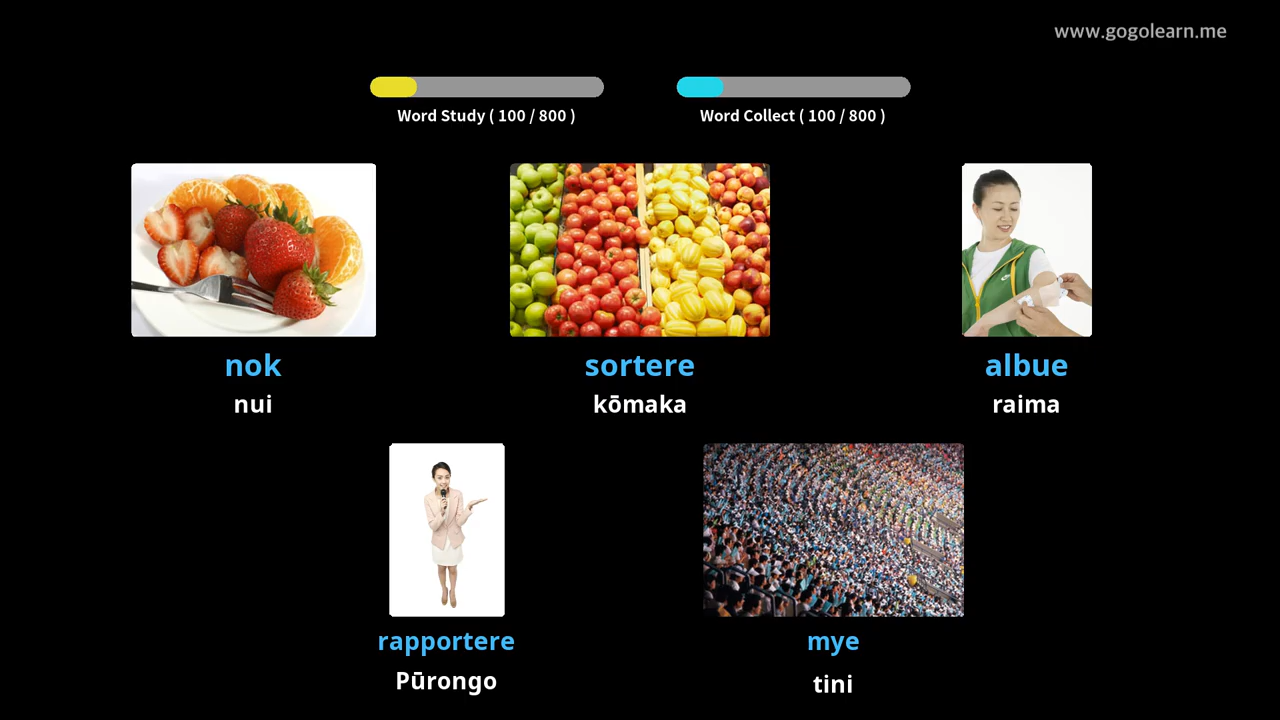 www.gogolearn.me
Word Study ( 100 / 800 )
Word Collect ( 100 / 800 )
nok
nui
sortere
kōmaka
albue
raima
rapportere
Pūrongo
mye
tini